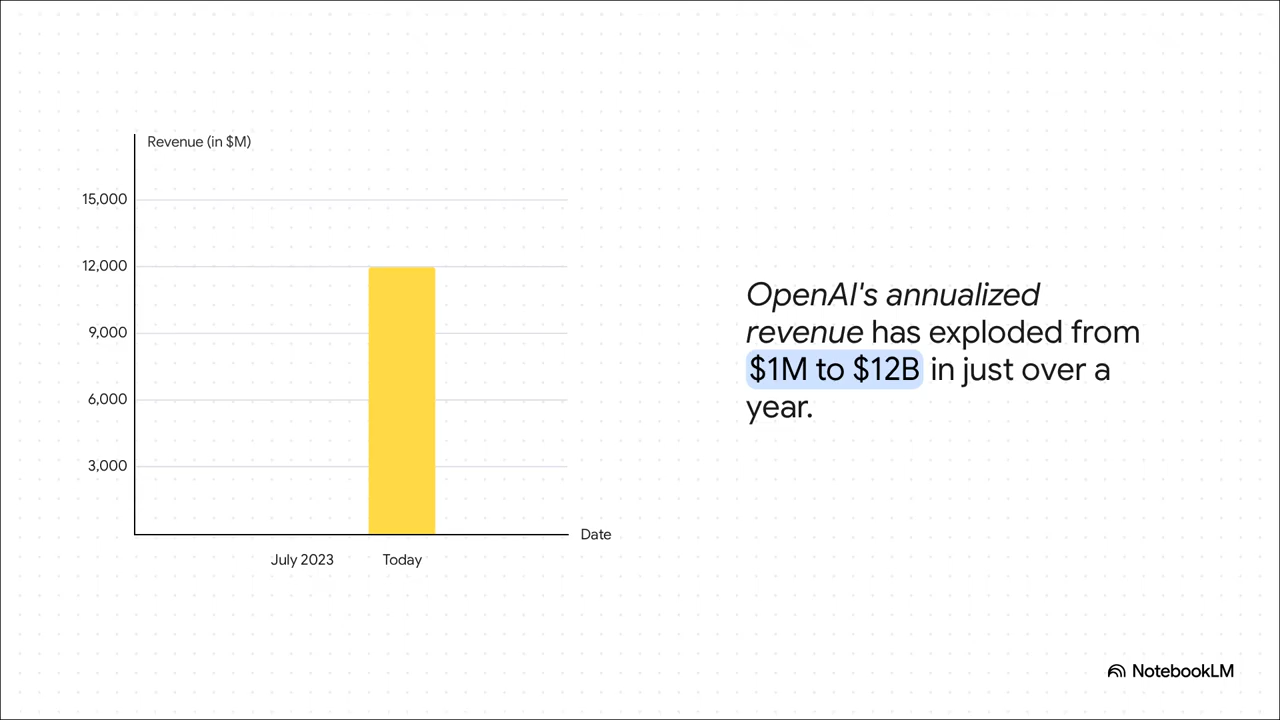 Revenue (in $M)
15,000
12,000
9,000
6,000
3,000
Date
July 2023
Today
OpenAI's annualized
revenue has exploded from
$1M to $12B in just over a
year.
NotebookLM